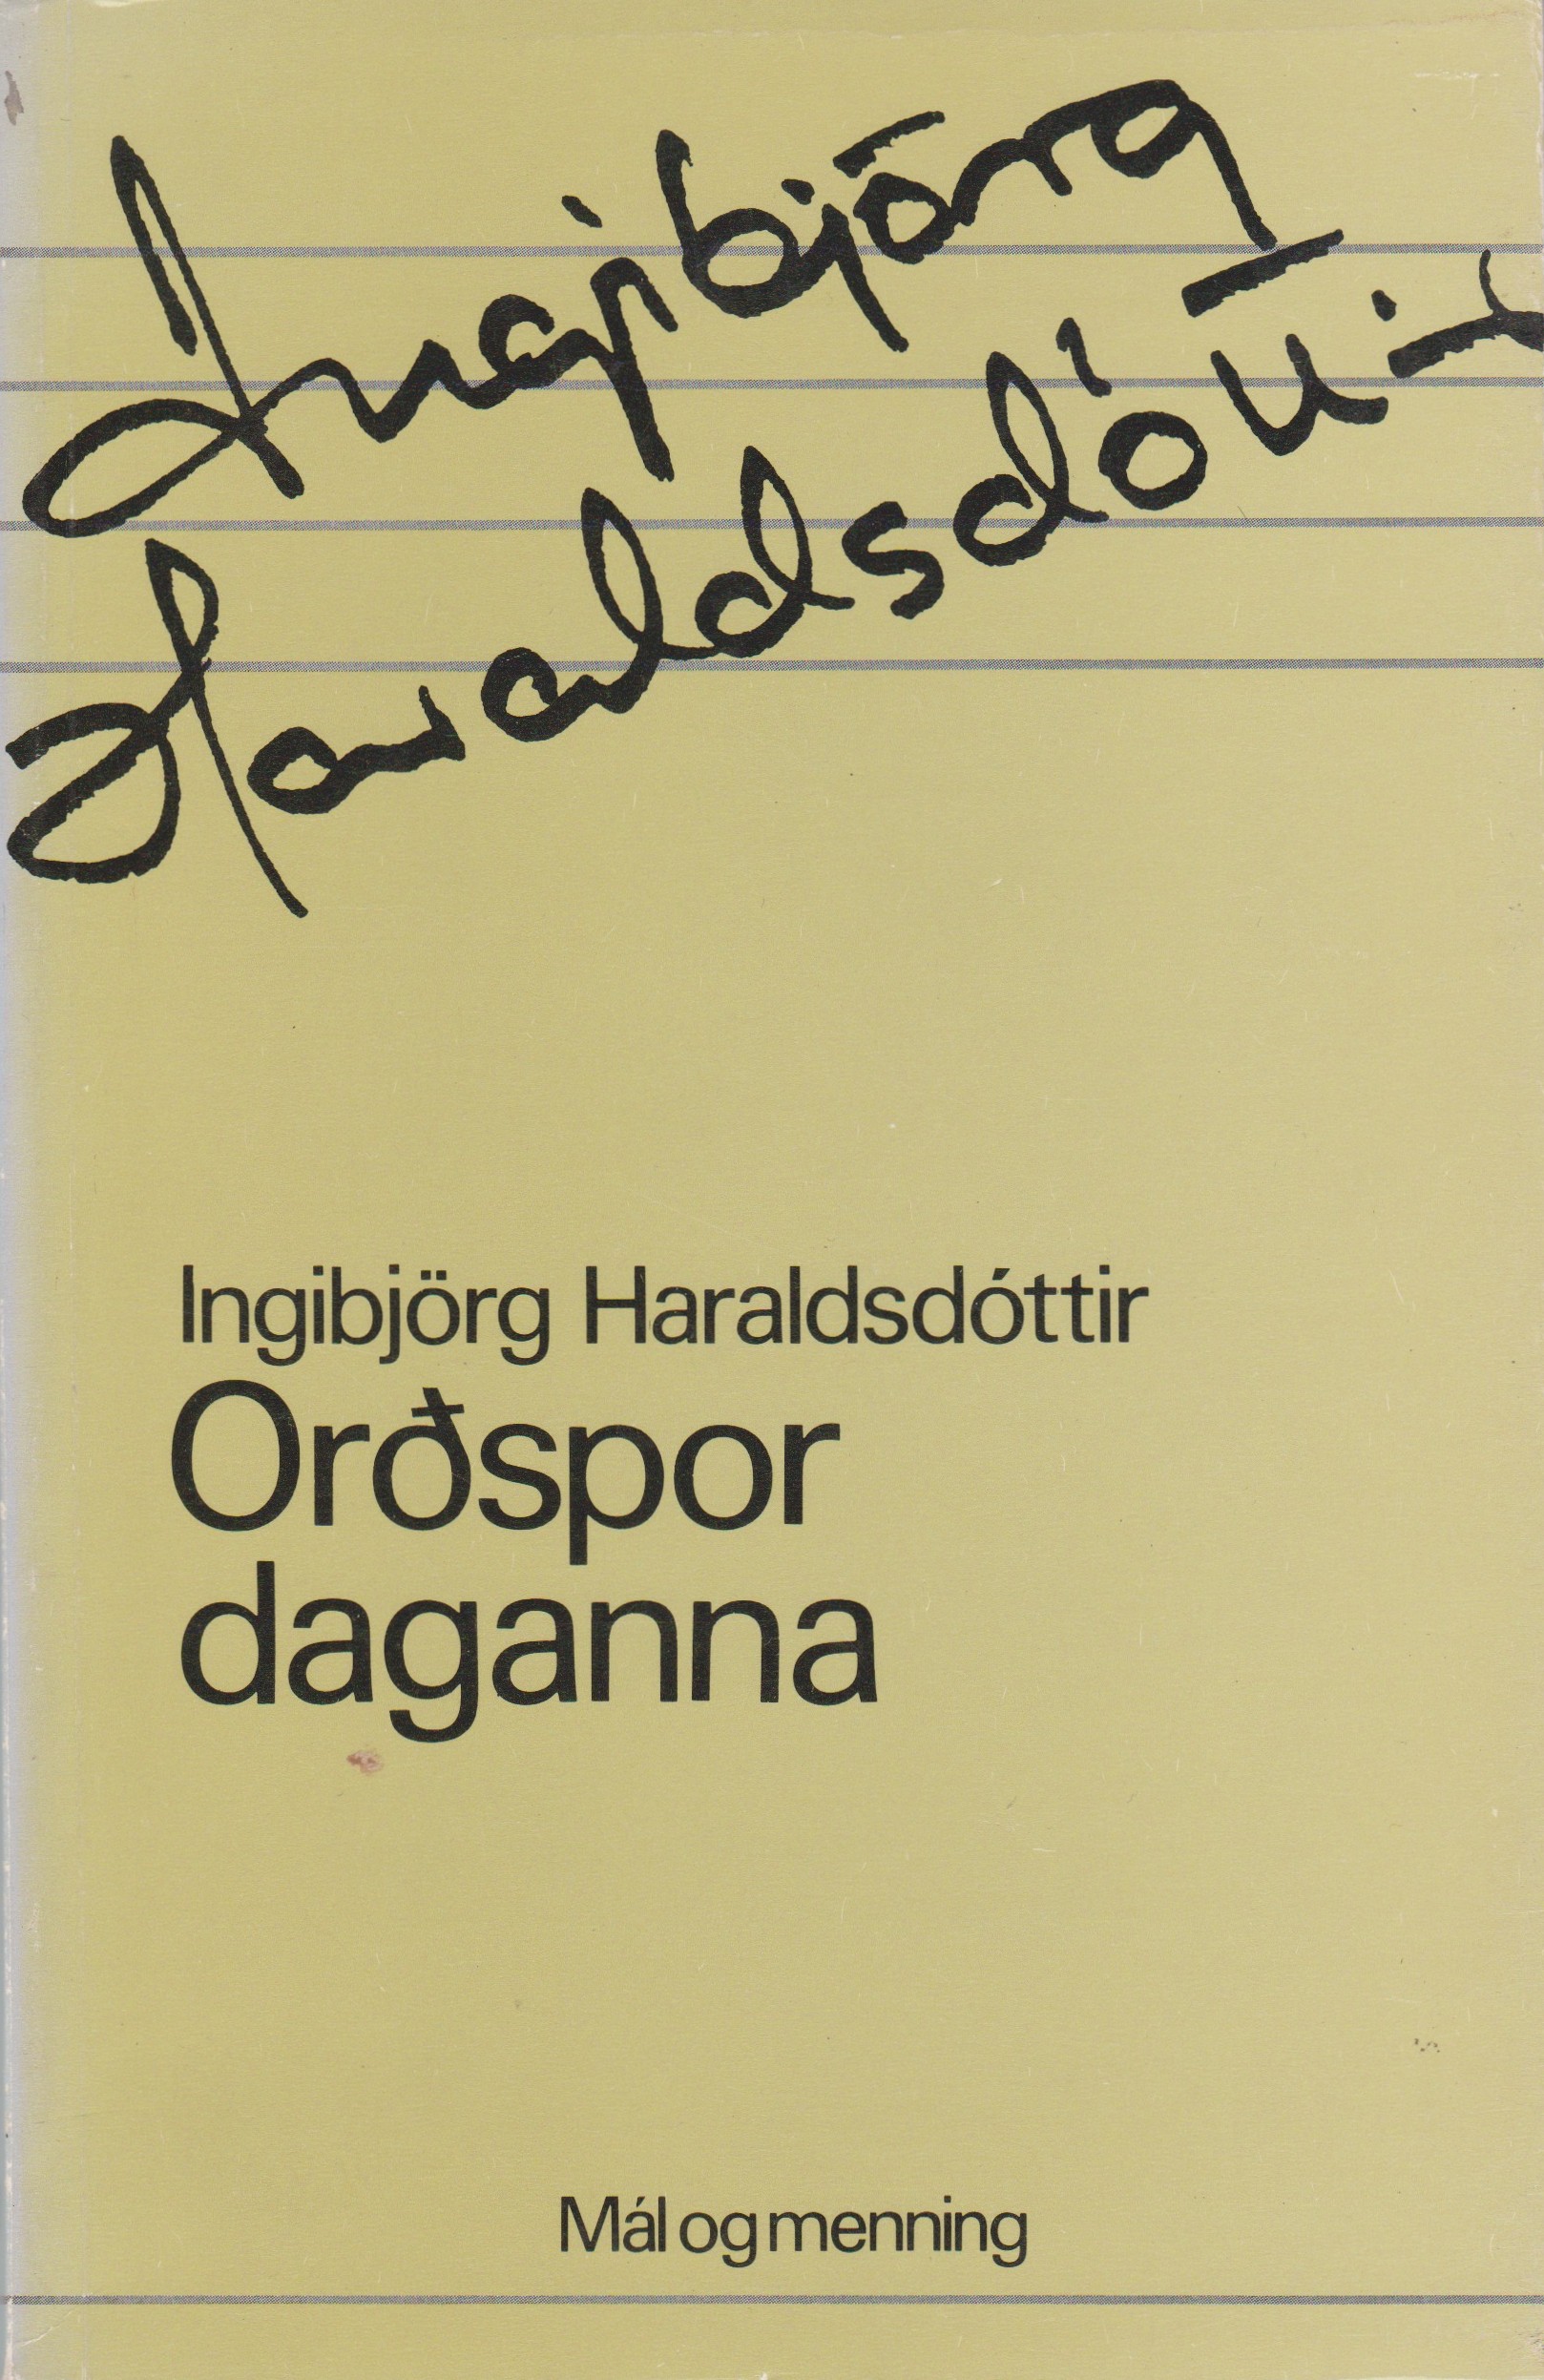 Ingibjörg
Haraldsdóttir
Ingibjörg Haraldsdóttir
Orðspor
daganna
Mál og menning